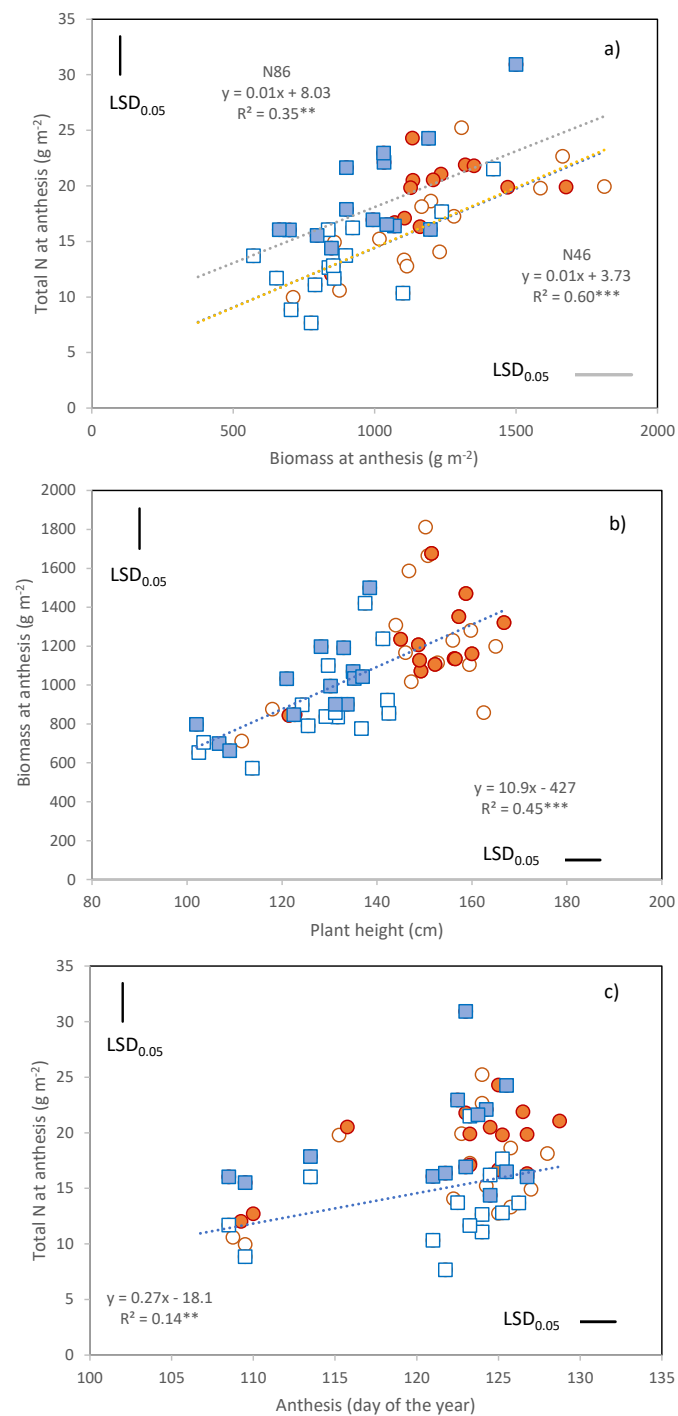 a)
35
30
25
20
15
10
5
0
Total N at anthesis (g m⁻²)
LSD₀.₀₅
N86
y = 0.01x + 8.03
R² = 0.35**
N46
y = 0.01x + 3.73
R² = 0.60***
LSD₀.₀₅
0 500 1000 1500 2000
Biomass at anthesis (g m⁻²)
b)
2000
1800
1600
1400
1200
1000
800
600
400
200
0
Biomass at anthesis (g m⁻²)
LSD₀.₀₅
y = 10.9x - 427
R² = 0.45***
LSD₀.₀₅
80 100 120 140 160 180 200
Plant height (cm)
c)
35
30
25
20
15
10
5
0
Total N at anthesis (g m⁻²)
LSD₀.₀₅
y = 0.27x - 18.1
R² = 0.14**
LSD₀.₀₅
100 105 110 115 120 125 130 135
Anthesis (day of the year)